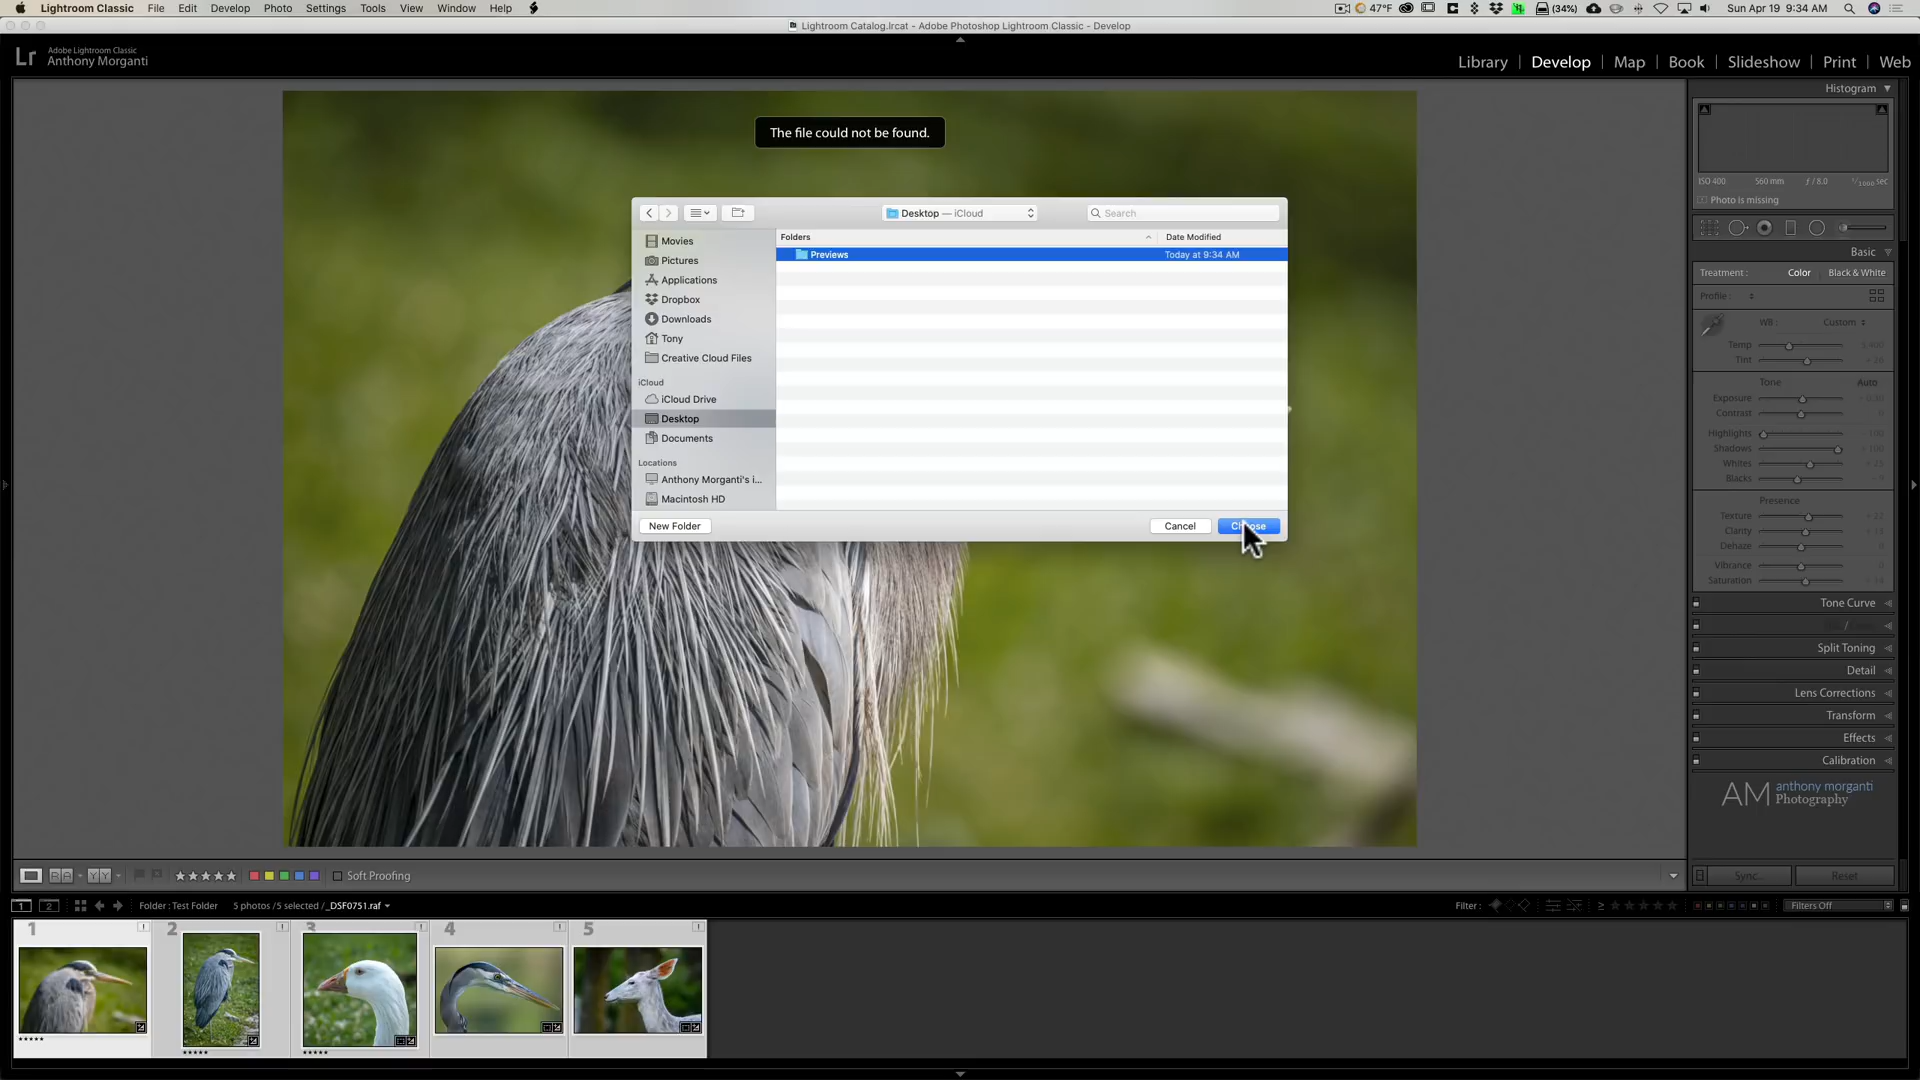 Lightroom Classic File Edit Develop Photo Settings Tools View Window Help
47°F (34%) Sun Apr 19 9:34 AM
Lightroom Catalog.lrcat - Adobe Photoshop Lightroom Classic - Develop
Lr Adobe Lightroom Classic
Anthony Morganti
Library | Develop | Map | Book | Slideshow | Print | Web
Histogram
The file could not be found.
ISO 400 560 mm ƒ / 8.0 1/1000 sec
Photo is missing
Desktop — iCloud
Search
Folders Date Modified
Previews Today at 9:34 AM
Movies
Pictures
Applications
Dropbox
Downloads
Tony
Creative Cloud Files
iCloud
iCloud Drive
Desktop
Documents
Locations
Anthony Morganti's i...
Macintosh HD
New Folder Cancel
Basic
Treatment : Color Black & White
Profile :
WB : Custom
Temp
Tint
Tone Auto
Exposure
Contrast
Highlights
Shadows
Whites
Blacks
Presence
Texture
Clarity
Dehaze
Vibrance
Saturation
Tone Curve
Split Toning
Detail
Lens Corrections
Transform
Effects
Calibration
AM anthony morganti
Photography
Soft Proofing
Sync... Reset
1 2 Folder : Test Folder 5 photos / 5 selected / _DSF0751.raf
Filter : Filters Off
1 2 3 4 5